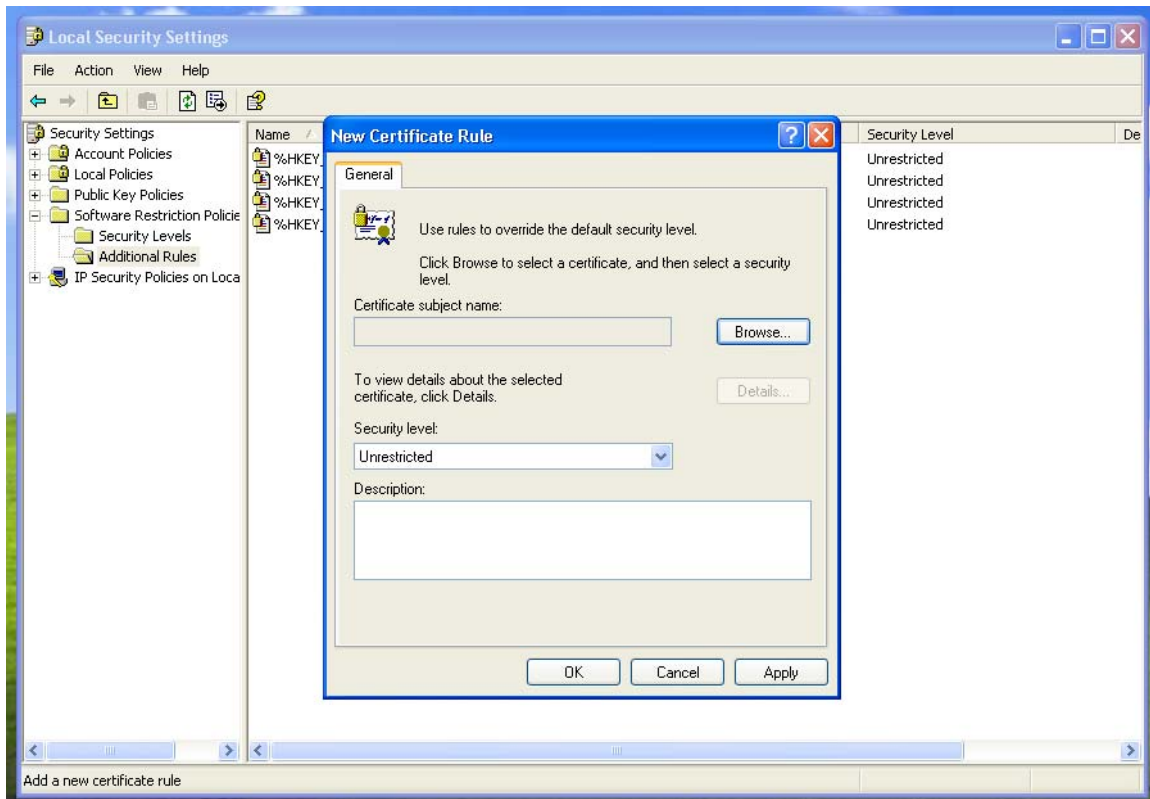 Local Security Settings
File Action View Help
Security Settings
Account Policies
Local Policies
Public Key Policies
Software Restriction Policie
Security Levels
Additional Rules
IP Security Policies on Loca
Name Security Level De
%HKEY_ Unrestricted
%HKEY_ Unrestricted
%HKEY_ Unrestricted
%HKEY_ Unrestricted
New Certificate Rule
General
Use rules to override the default security level.
Click Browse to select a certificate, and then select a security
level.
Certificate subject name:
Browse...
To view details about the selected
certificate, click Details.
Details...
Security level:
Unrestricted
Description:
OK Cancel Apply
Add a new certificate rule